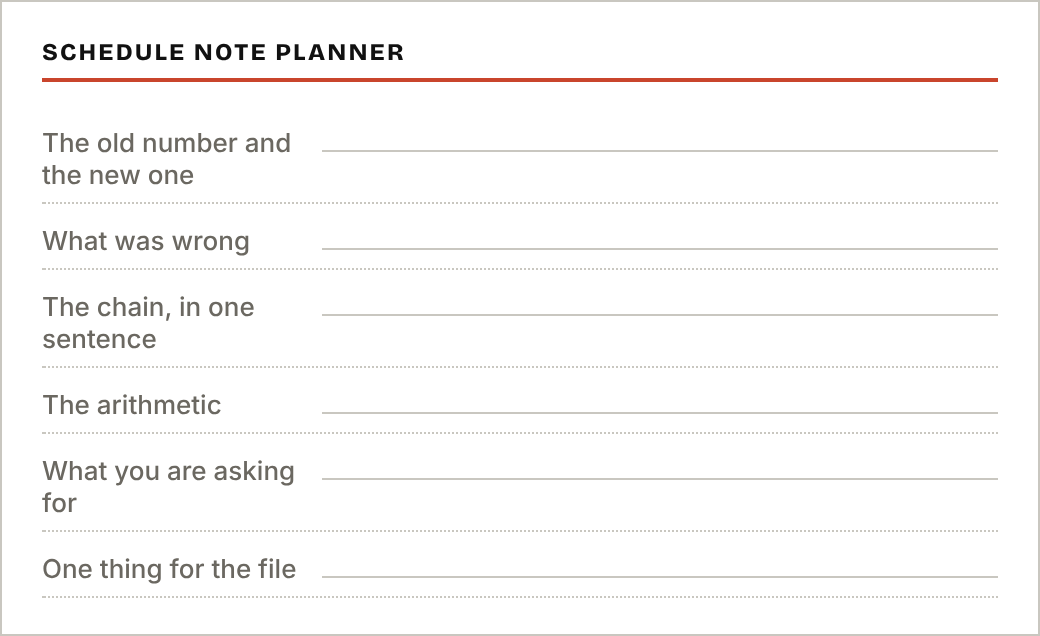 SCHEDULE NOTE PLANNER
The old number and
the new one
What was wrong
The chain, in one
sentence
The arithmetic
What you are asking
for
One thing for the file